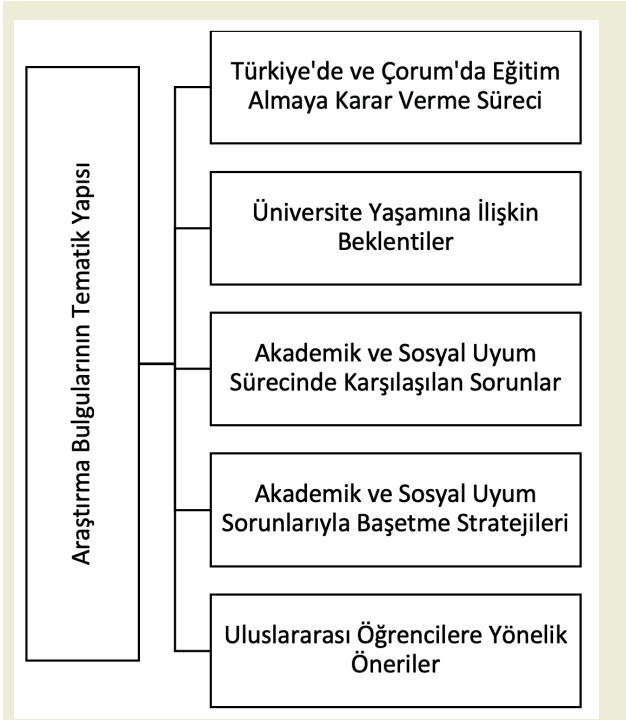 Araştırma Bulgularının Tematik Yapısı
Türkiye'de ve Çorum'da Eğitim
Almaya Karar Verme Süreci
Üniversite Yaşamına İlişkin
Beklentiler
Akademik ve Sosyal Uyum
Sürecinde Karşılaşılan Sorunlar
Akademik ve Sosyal Uyum
Sorunlarıyla Başetme Stratejileri
Uluslararası Öğrencilere Yönelik
Öneriler